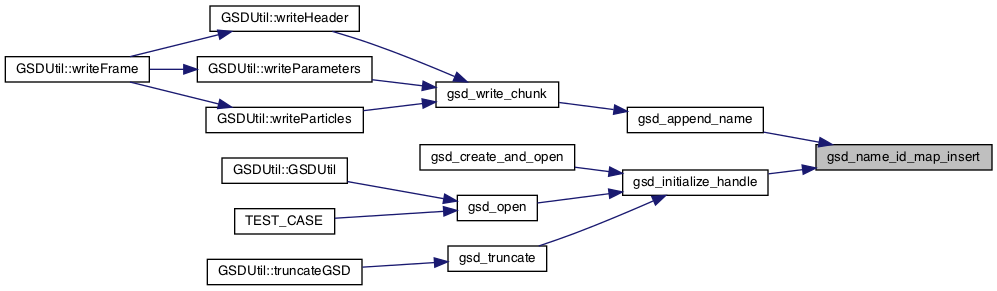 GSDUtil::writeHeader
GSDUtil::writeFrame
GSDUtil::writeParameters
gsd_write_chunk
GSDUtil::writeParticles
gsd_append_name
gsd_name_id_map_insert
gsd_create_and_open
GSDUtil::GSDUtil
gsd_initialize_handle
gsd_open
TEST_CASE
gsd_truncate
GSDUtil::truncateGSD